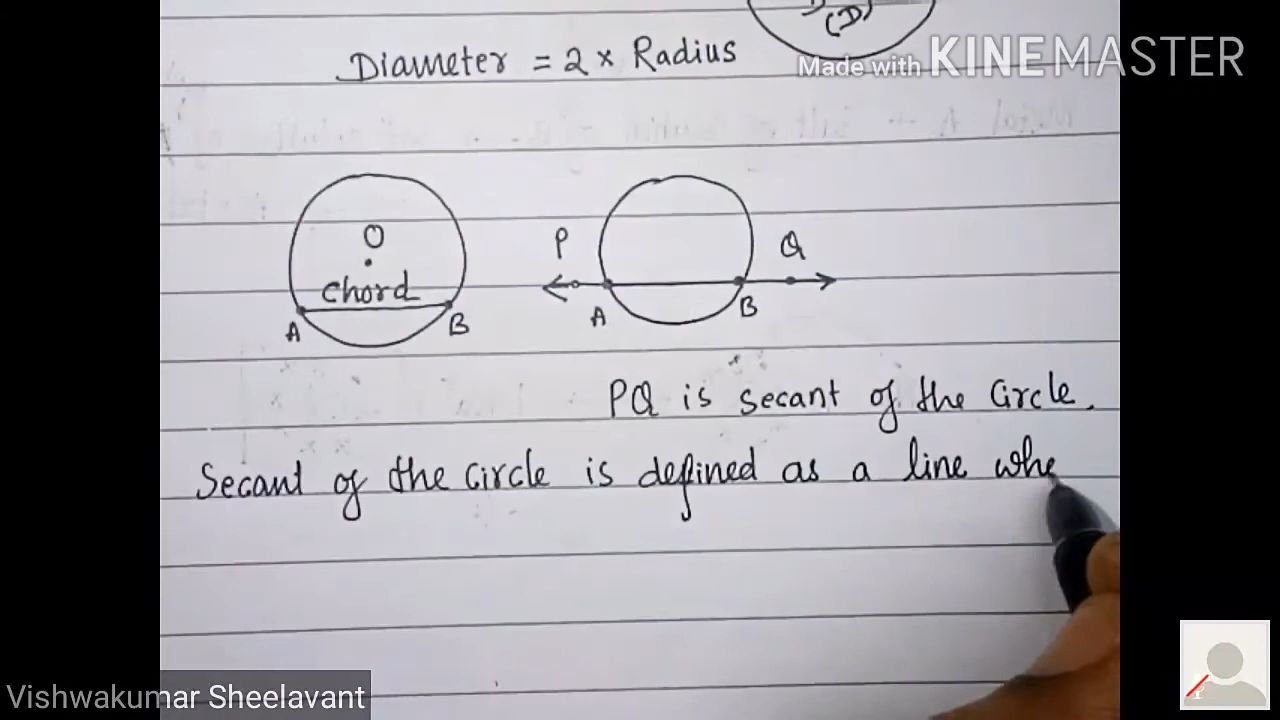 (D)
Diameter = 2 × Radius
Made with KINEMASTER
O
chord
A
B
P
Q
A
B
PQ is secant of the circle.
Secant of the circle is defined as a line whe
Vishwakumar Sheelavant